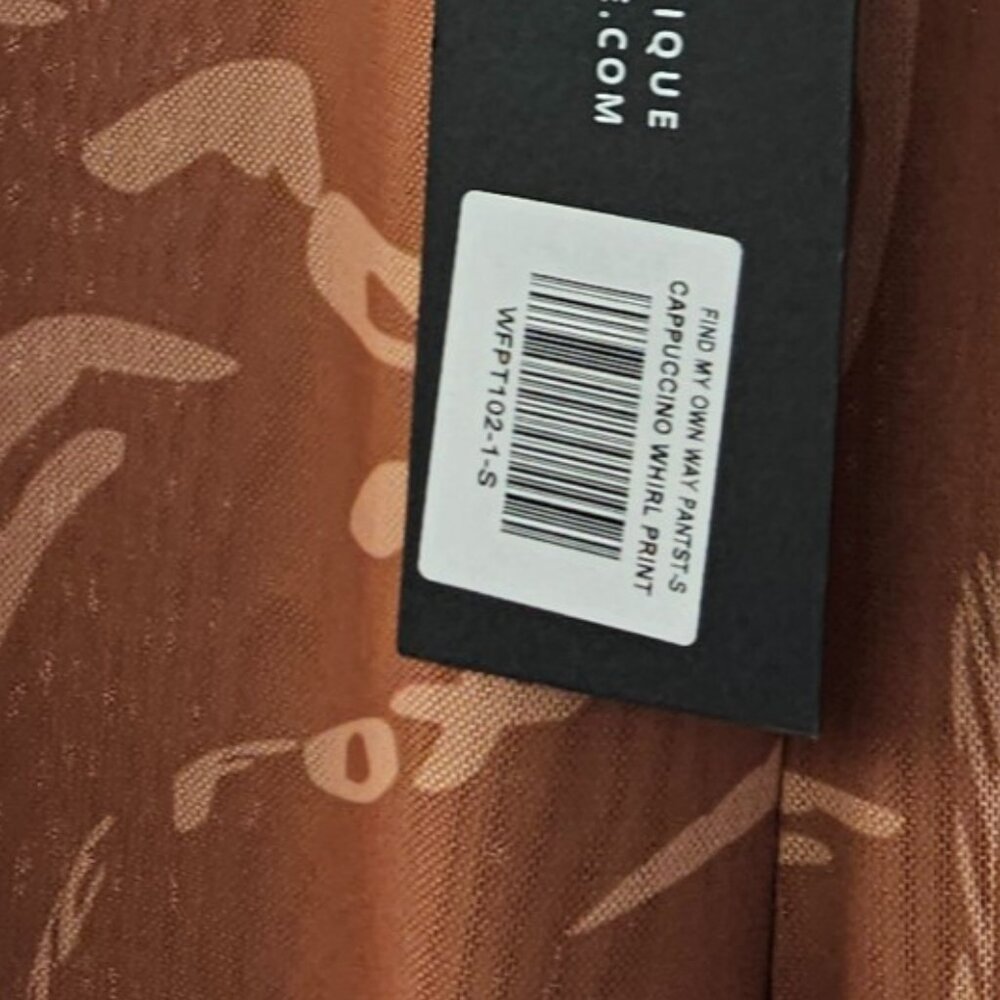 IQUE
E.COM
FIND MY OWN WAY PANTST-S
CAPPUCCINO WHIRL PRINT
WFPT102-1-S